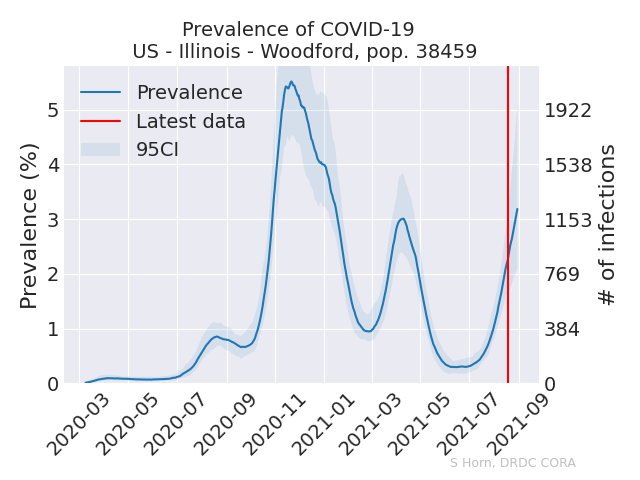 Prevalence of COVID-19
US - Illinois - Woodford, pop. 38459
Prevalence
Latest data
95CI
Prevalence (%)
5
4
3
2
1
0
1922
1538
1153
769
384
0
# of infections
2020-03
2020-05
2020-07
2020-09
2020-11
2021-01
2021-03
2021-05
2021-07
2021-09
S Horn, DRDC CORA